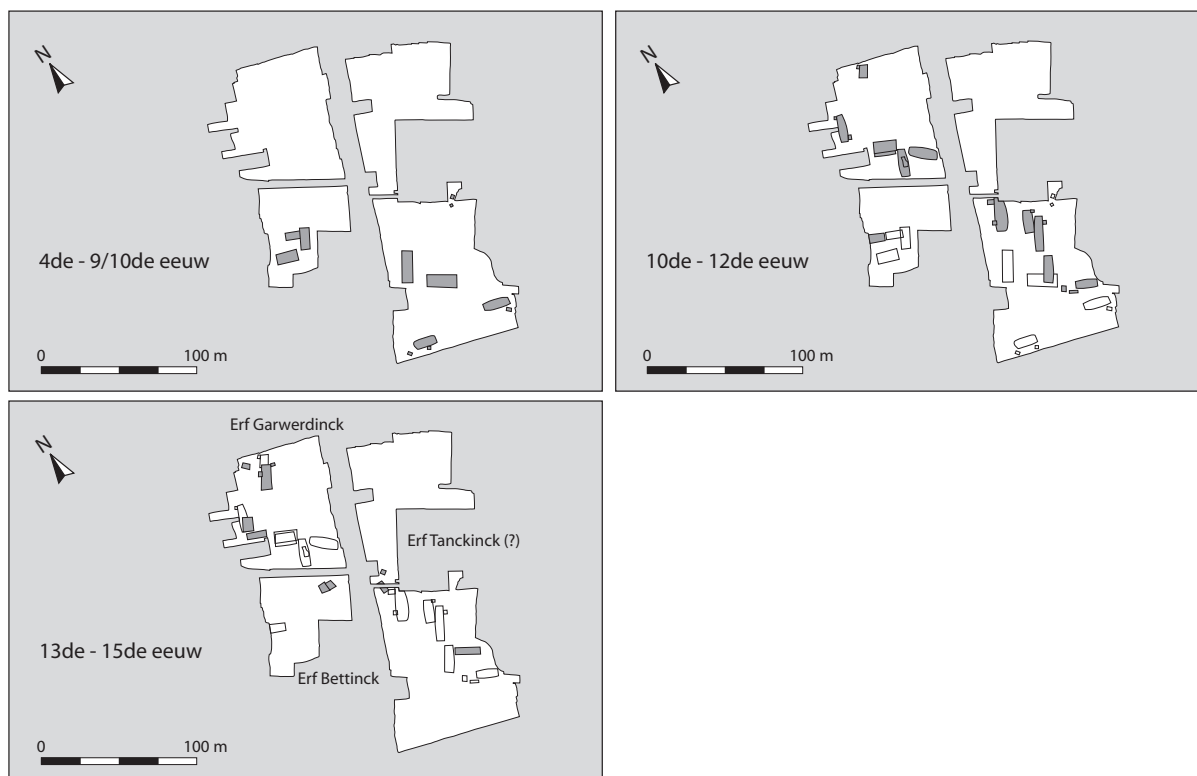 N
4de - 9/10de eeuw
0 100 m
N
10de - 12de eeuw
0 100 m
Erf Garwerdinck
N
Erf Tanckinck (?)
13de - 15de eeuw
Erf Bettinck
0 100 m